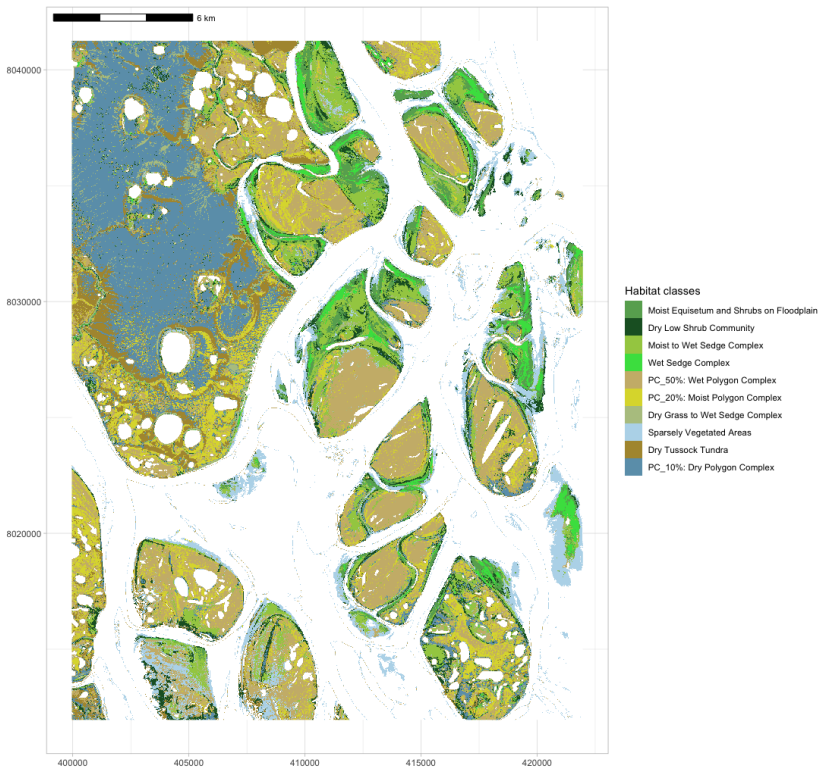 6 km
8040000
8030000
8020000
400000 405000 410000 415000 420000
Habitat classes
Moist Equisetum and Shrubs on Floodplain
Dry Low Shrub Community
Moist to Wet Sedge Complex
Wet Sedge Complex
PC_50%: Wet Polygon Complex
PC_20%: Moist Polygon Complex
Dry Grass to Wet Sedge Complex
Sparsely Vegetated Areas
Dry Tussock Tundra
PC_10%: Dry Polygon Complex